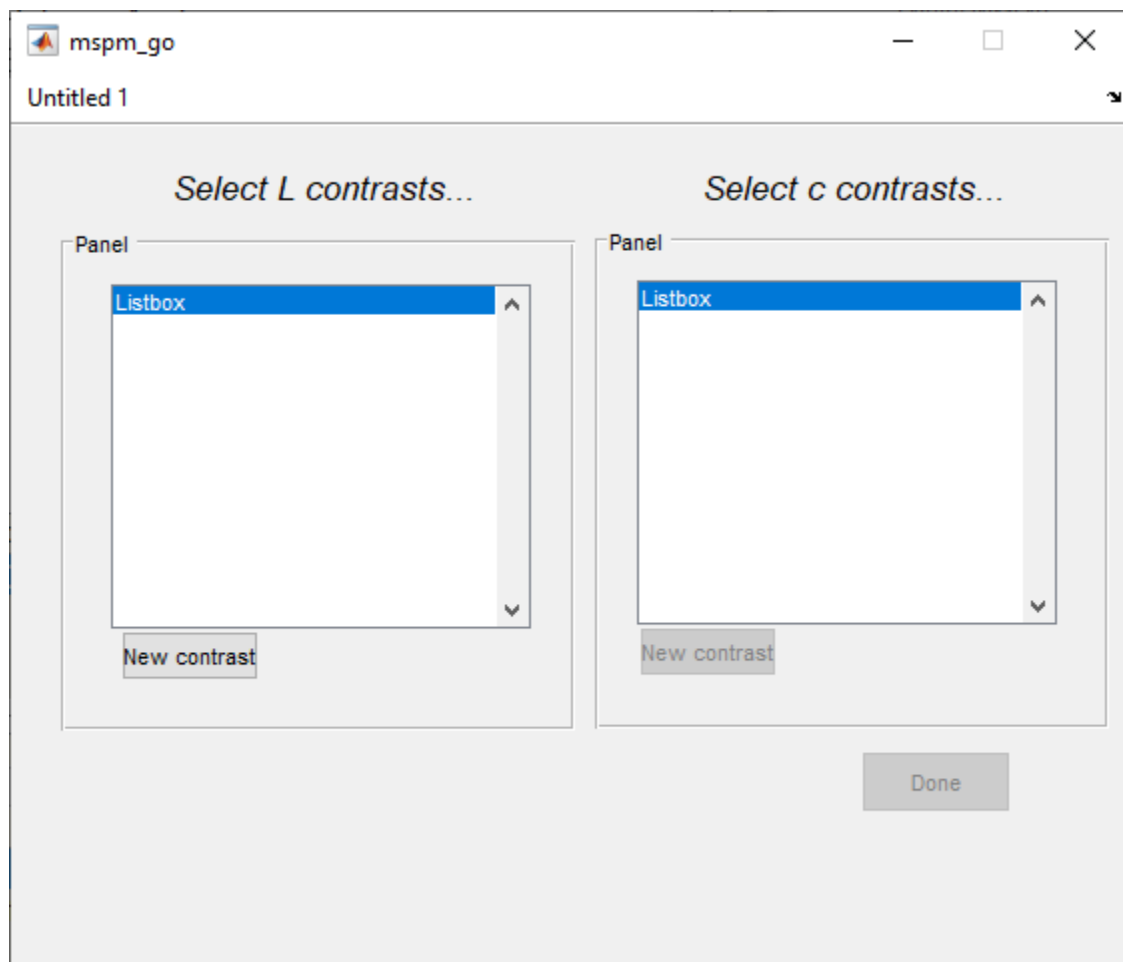 mspm_go
Untitled 1
Select L contrasts...
Select c contrasts...
Panel
Panel
Listbox
Listbox
New contrast
New contrast
Done